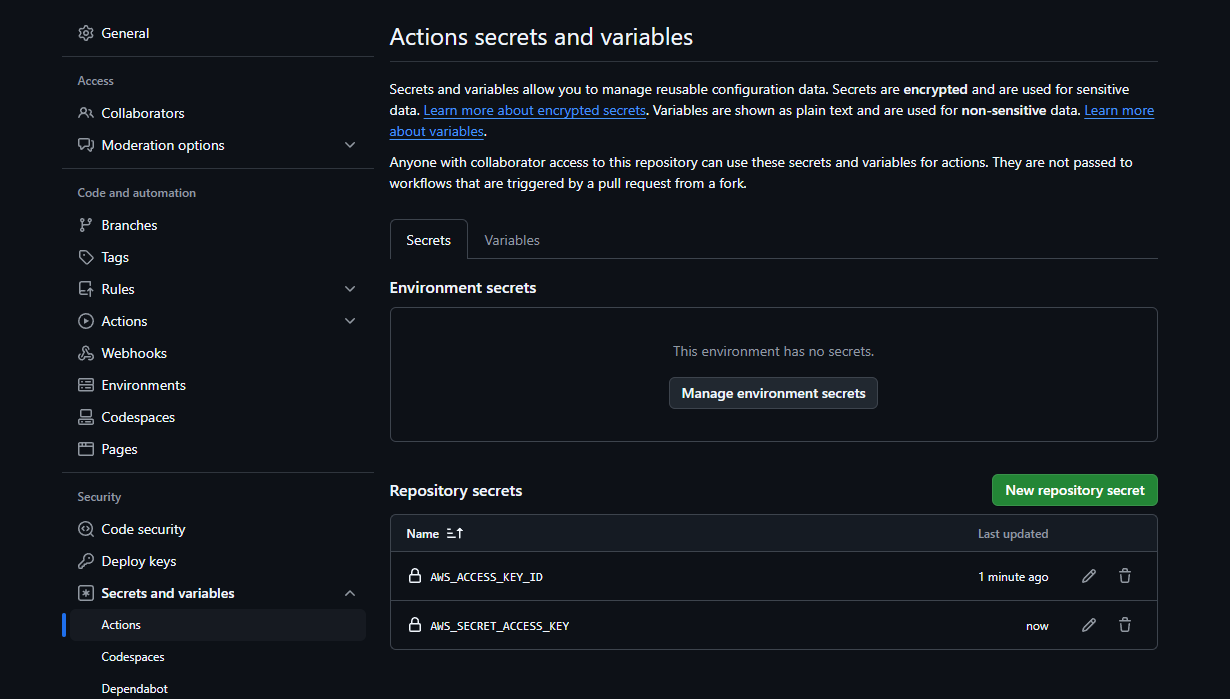 General
Access
Collaborators
Moderation options
Code and automation
Branches
Tags
Rules
Actions
Webhooks
Environments
Codespaces
Pages
Security
Code security
Deploy keys
Secrets and variables
Actions
Codespaces
Dependabot
Actions secrets and variables
Secrets and variables allow you to manage reusable configuration data. Secrets are encrypted and are used for sensitive
data. Learn more about encrypted secrets. Variables are shown as plain text and are used for non-sensitive data. Learn more
about variables.
Anyone with collaborator access to this repository can use these secrets and variables for actions. They are not passed to
workflows that are triggered by a pull request from a fork.
Secrets Variables
Environment secrets
This environment has no secrets.
Manage environment secrets
Repository secrets New repository secret
Name Last updated
AWS_ACCESS_KEY_ID 1 minute ago
AWS_SECRET_ACCESS_KEY now